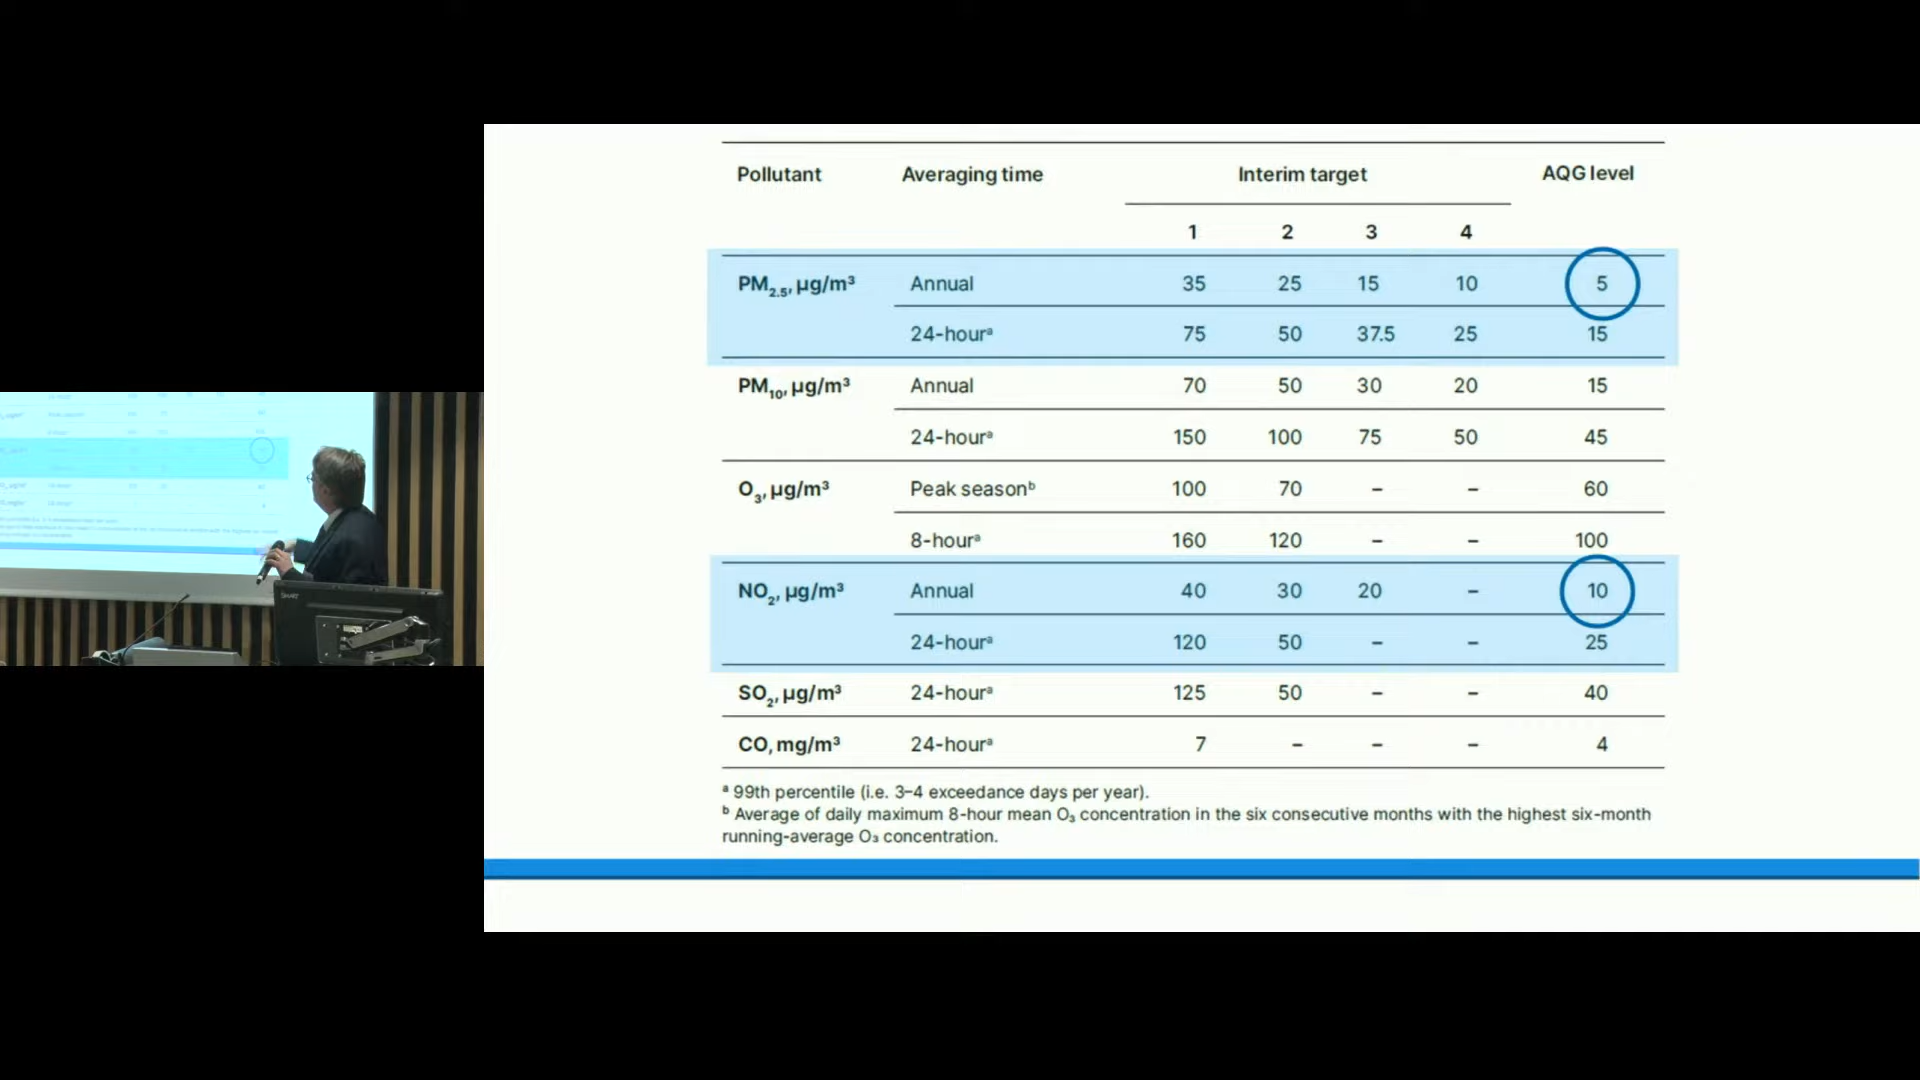 Pollutant Averaging time Interim target AQG level
1 2 3 4
PM2.5, µg/m³ Annual 35 25 15 10 5
24-hourᵃ 75 50 37.5 25 15
PM10, µg/m³ Annual 70 50 30 20 15
24-hourᵃ 150 100 75 50 45
O3, µg/m³ Peak seasonᵇ 100 70 – – 60
8-hourᵃ 160 120 – – 100
NO2, µg/m³ Annual 40 30 20 – 10
24-hourᵃ 120 50 – – 25
SO2, µg/m³ 24-hourᵃ 125 50 – – 40
CO, mg/m³ 24-hourᵃ 7 – – – 4
ᵃ 99th percentile (i.e. 3–4 exceedance days per year).
ᵇ Average of daily maximum 8-hour mean O₃ concentration in the six consecutive months with the highest six-month
running-average O₃ concentration.
SMART